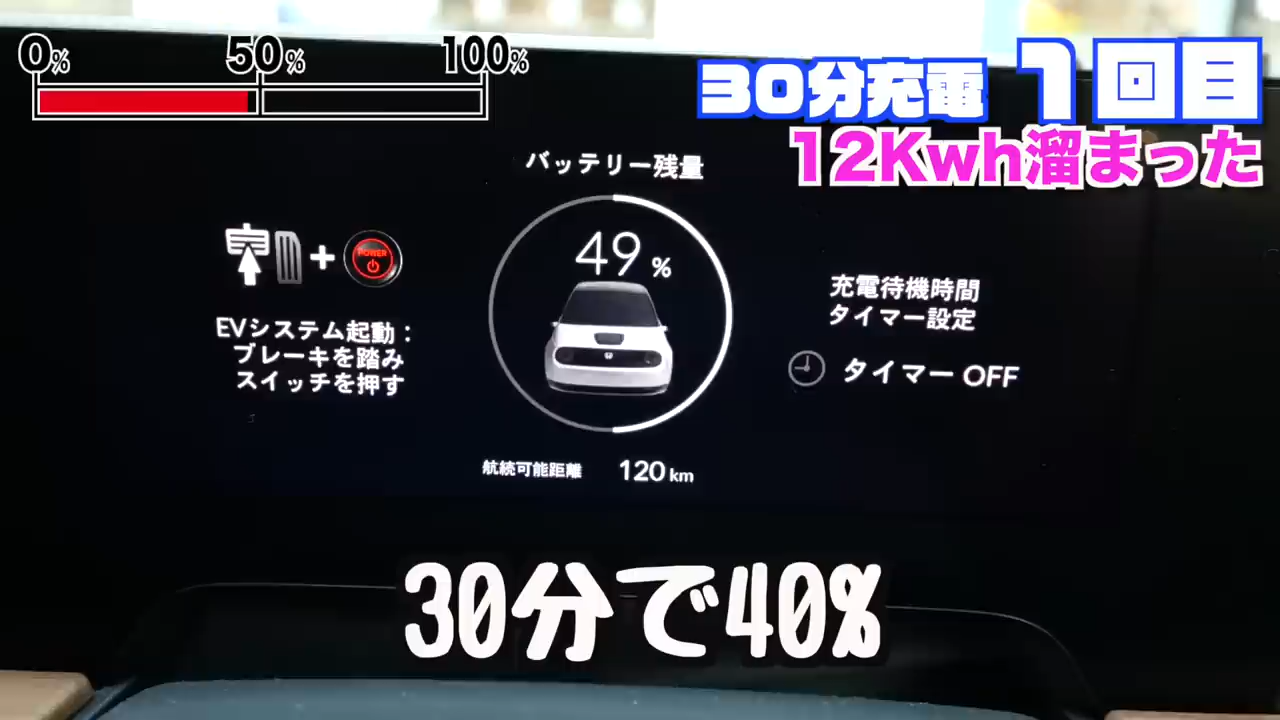 0% 50% 100%
30分充電 1回目
12Kwh溜まった
バッテリー残量
49 %
POWER
EVシステム起動：
ブレーキを踏み
スイッチを押す
充電待機時間
タイマー設定
タイマー OFF
航続可能距離 120 km
30分で40%